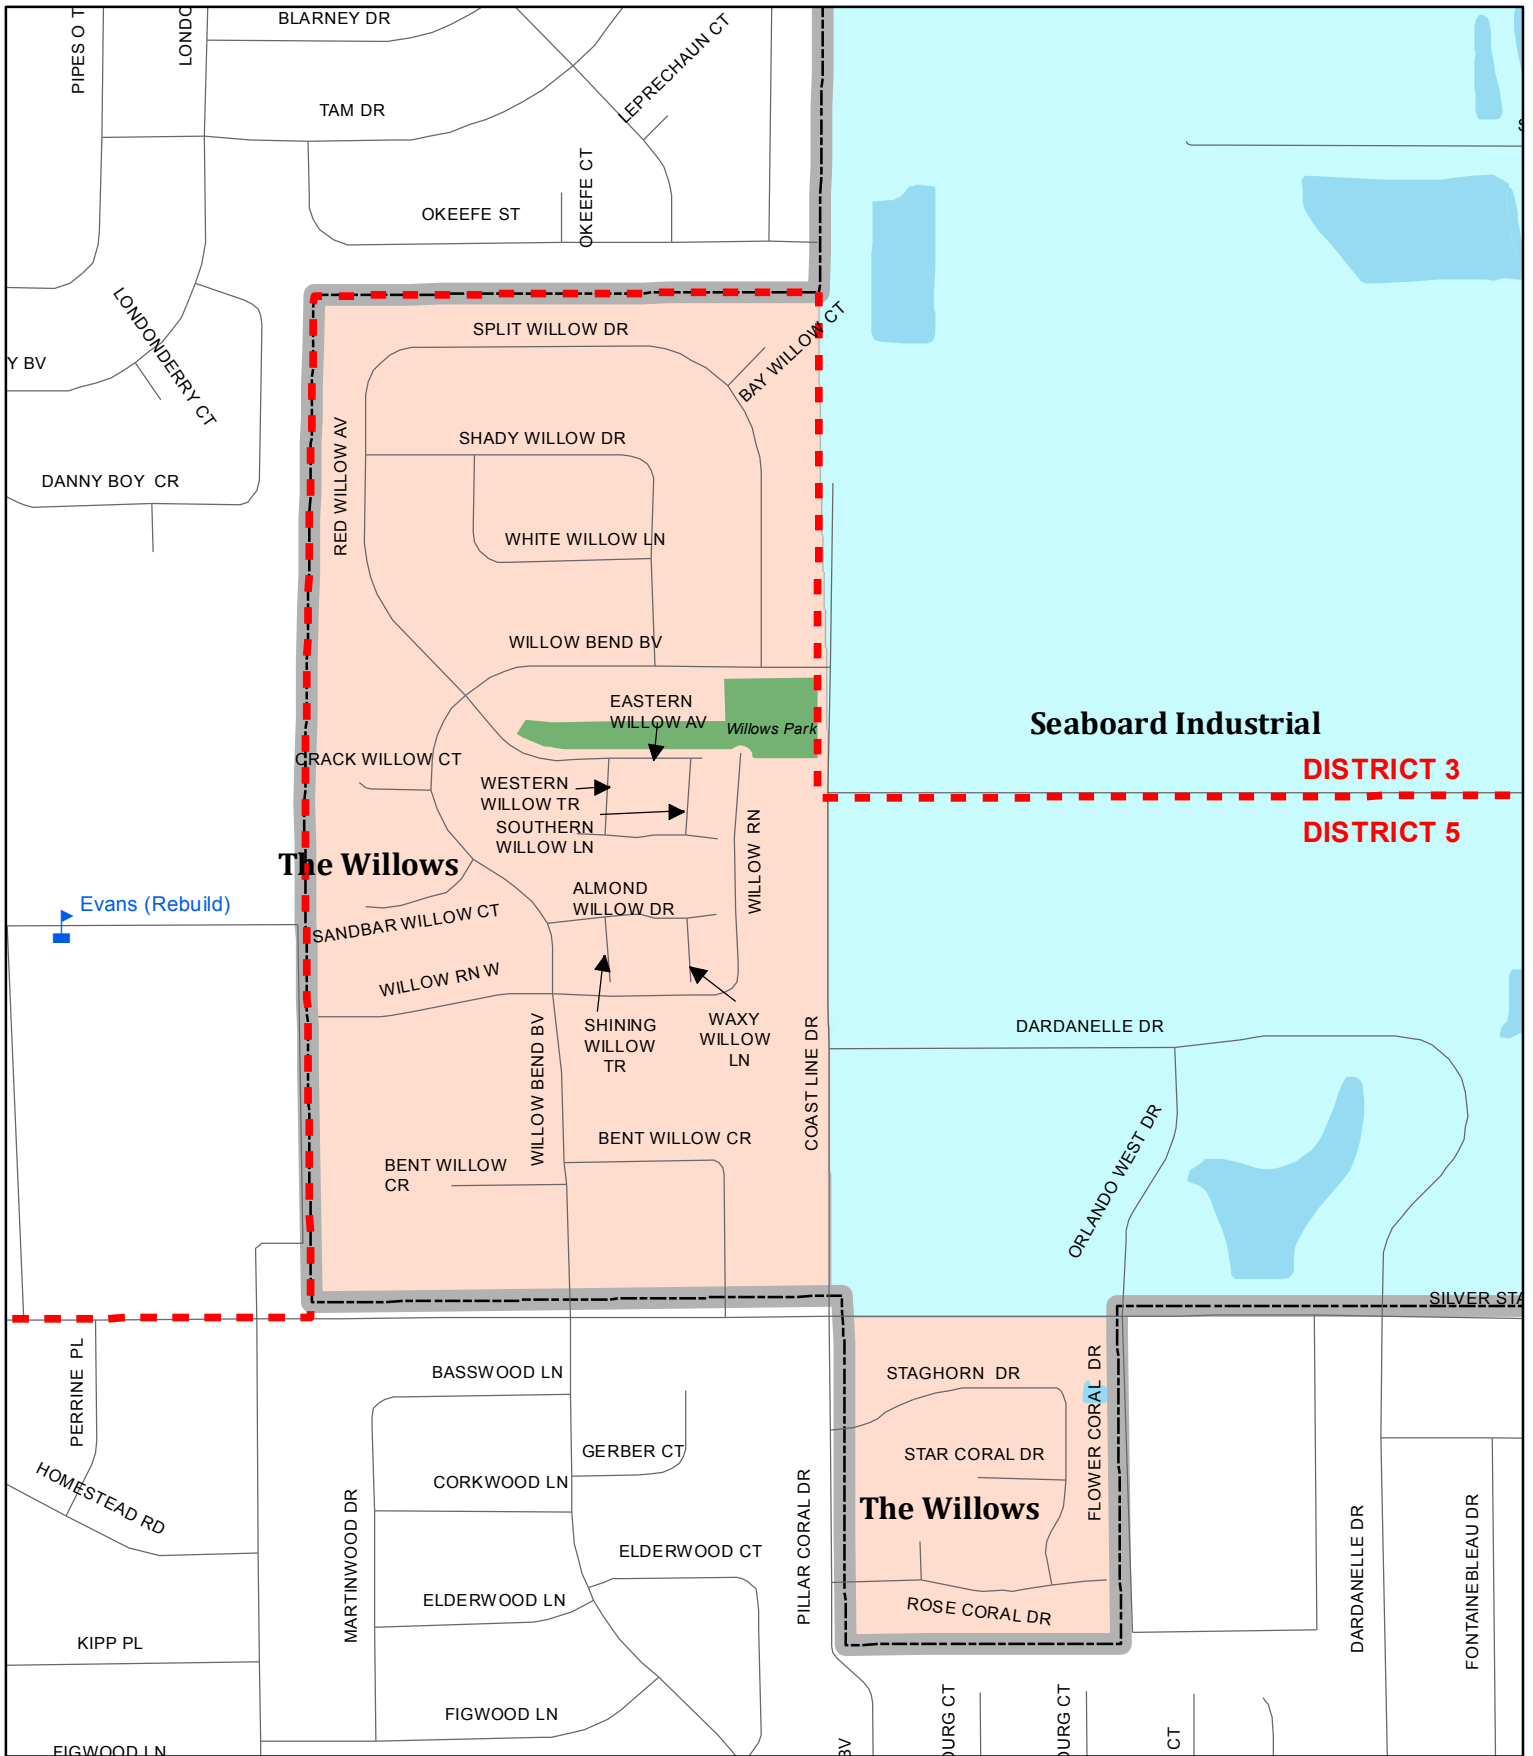 BLARNEY DR
PIPES O T
LONDO
LEPRECHAUN CT
TAM DR
OKEEFE CT
OKEEFE ST
LONDONDERRY CT
SPLIT WILLOW DR
BAY WILLOW CT
Y BV
RED WILLOW AV
SHADY WILLOW DR
DANNY BOY CR
WHITE WILLOW LN
WILLOW BEND BV
EASTERN
WILLOW AV
Willows Park
Seaboard Industrial
CRACK WILLOW CT
DISTRICT 3
WESTERN
WILLOW TR
SOUTHERN
WILLOW LN
DISTRICT 5
WILLOW RN
The Willows
ALMOND
WILLOW DR
Evans (Rebuild)
SANDBAR WILLOW CT
WILLOW RN W
SHINING
WILLOW
TR
WAXY
WILLOW
LN
DARDANELLE DR
WILLOW BEND BV
COAST LINE DR
BENT WILLOW CR
BENT WILLOW
CR
ORLANDO WEST DR
SILVER STA
PERRINE PL
BASSWOOD LN
STAGHORN DR
FLOWER CORAL DR
GERBER CT
STAR CORAL DR
HOMESTEAD RD
CORKWOOD LN
The Willows
MARTINWOOD DR
PILLAR CORAL DR
DARDANELLE DR
FONTAINEBLEAU DR
ELDERWOOD CT
ELDERWOOD LN
ROSE CORAL DR
KIPP PL
FIGWOOD LN
FIGWOOD LN
BV
OURG CT
OURG CT
CT